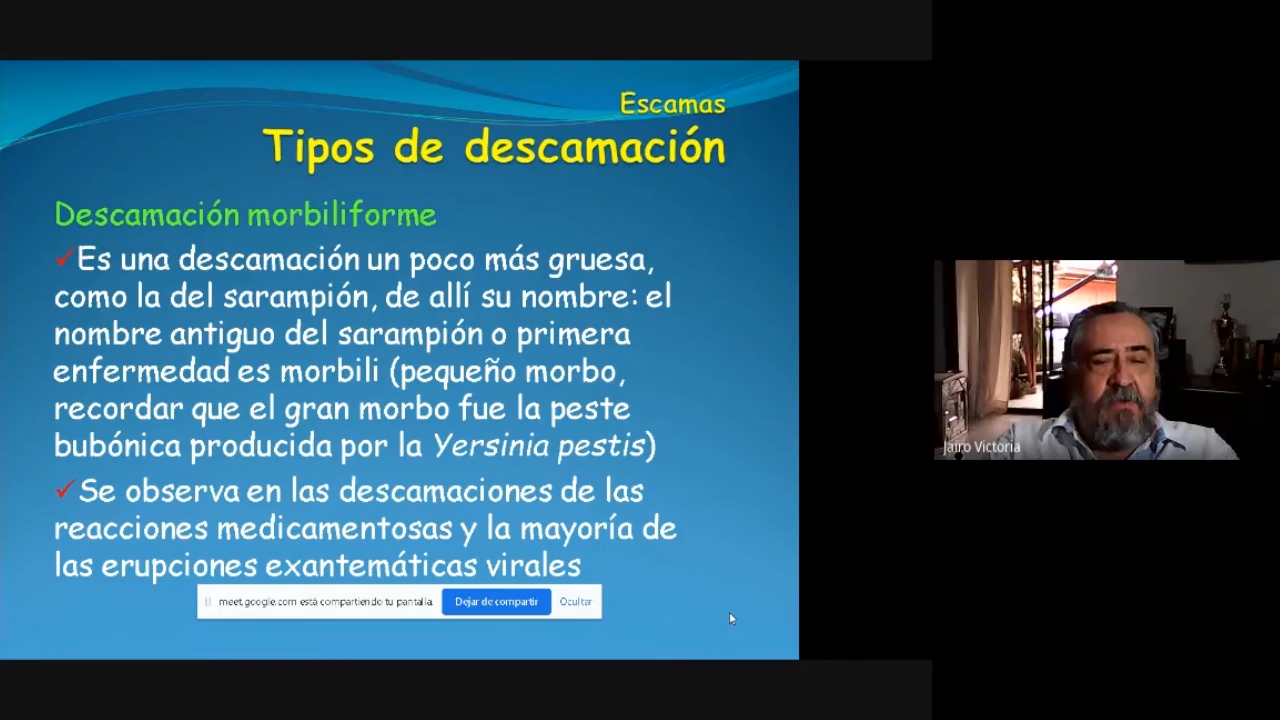 Escamas
Tipos de descamación
Descamación morbiliforme
✓Es una descamación un poco más gruesa,
como la del sarampión, de allí su nombre: el
nombre antiguo del sarampión o primera
enfermedad es morbili (pequeño morbo,
recordar que el gran morbo fue la peste
bubónica producida por la Yersinia pestis)
✓Se observa en las descamaciones de las
reacciones medicamentosas y la mayoría de
las erupciones exantemáticas virales
meet.google.com está compartiendo tu pantalla. Dejar de compartir Ocultar
Jairo Victoria